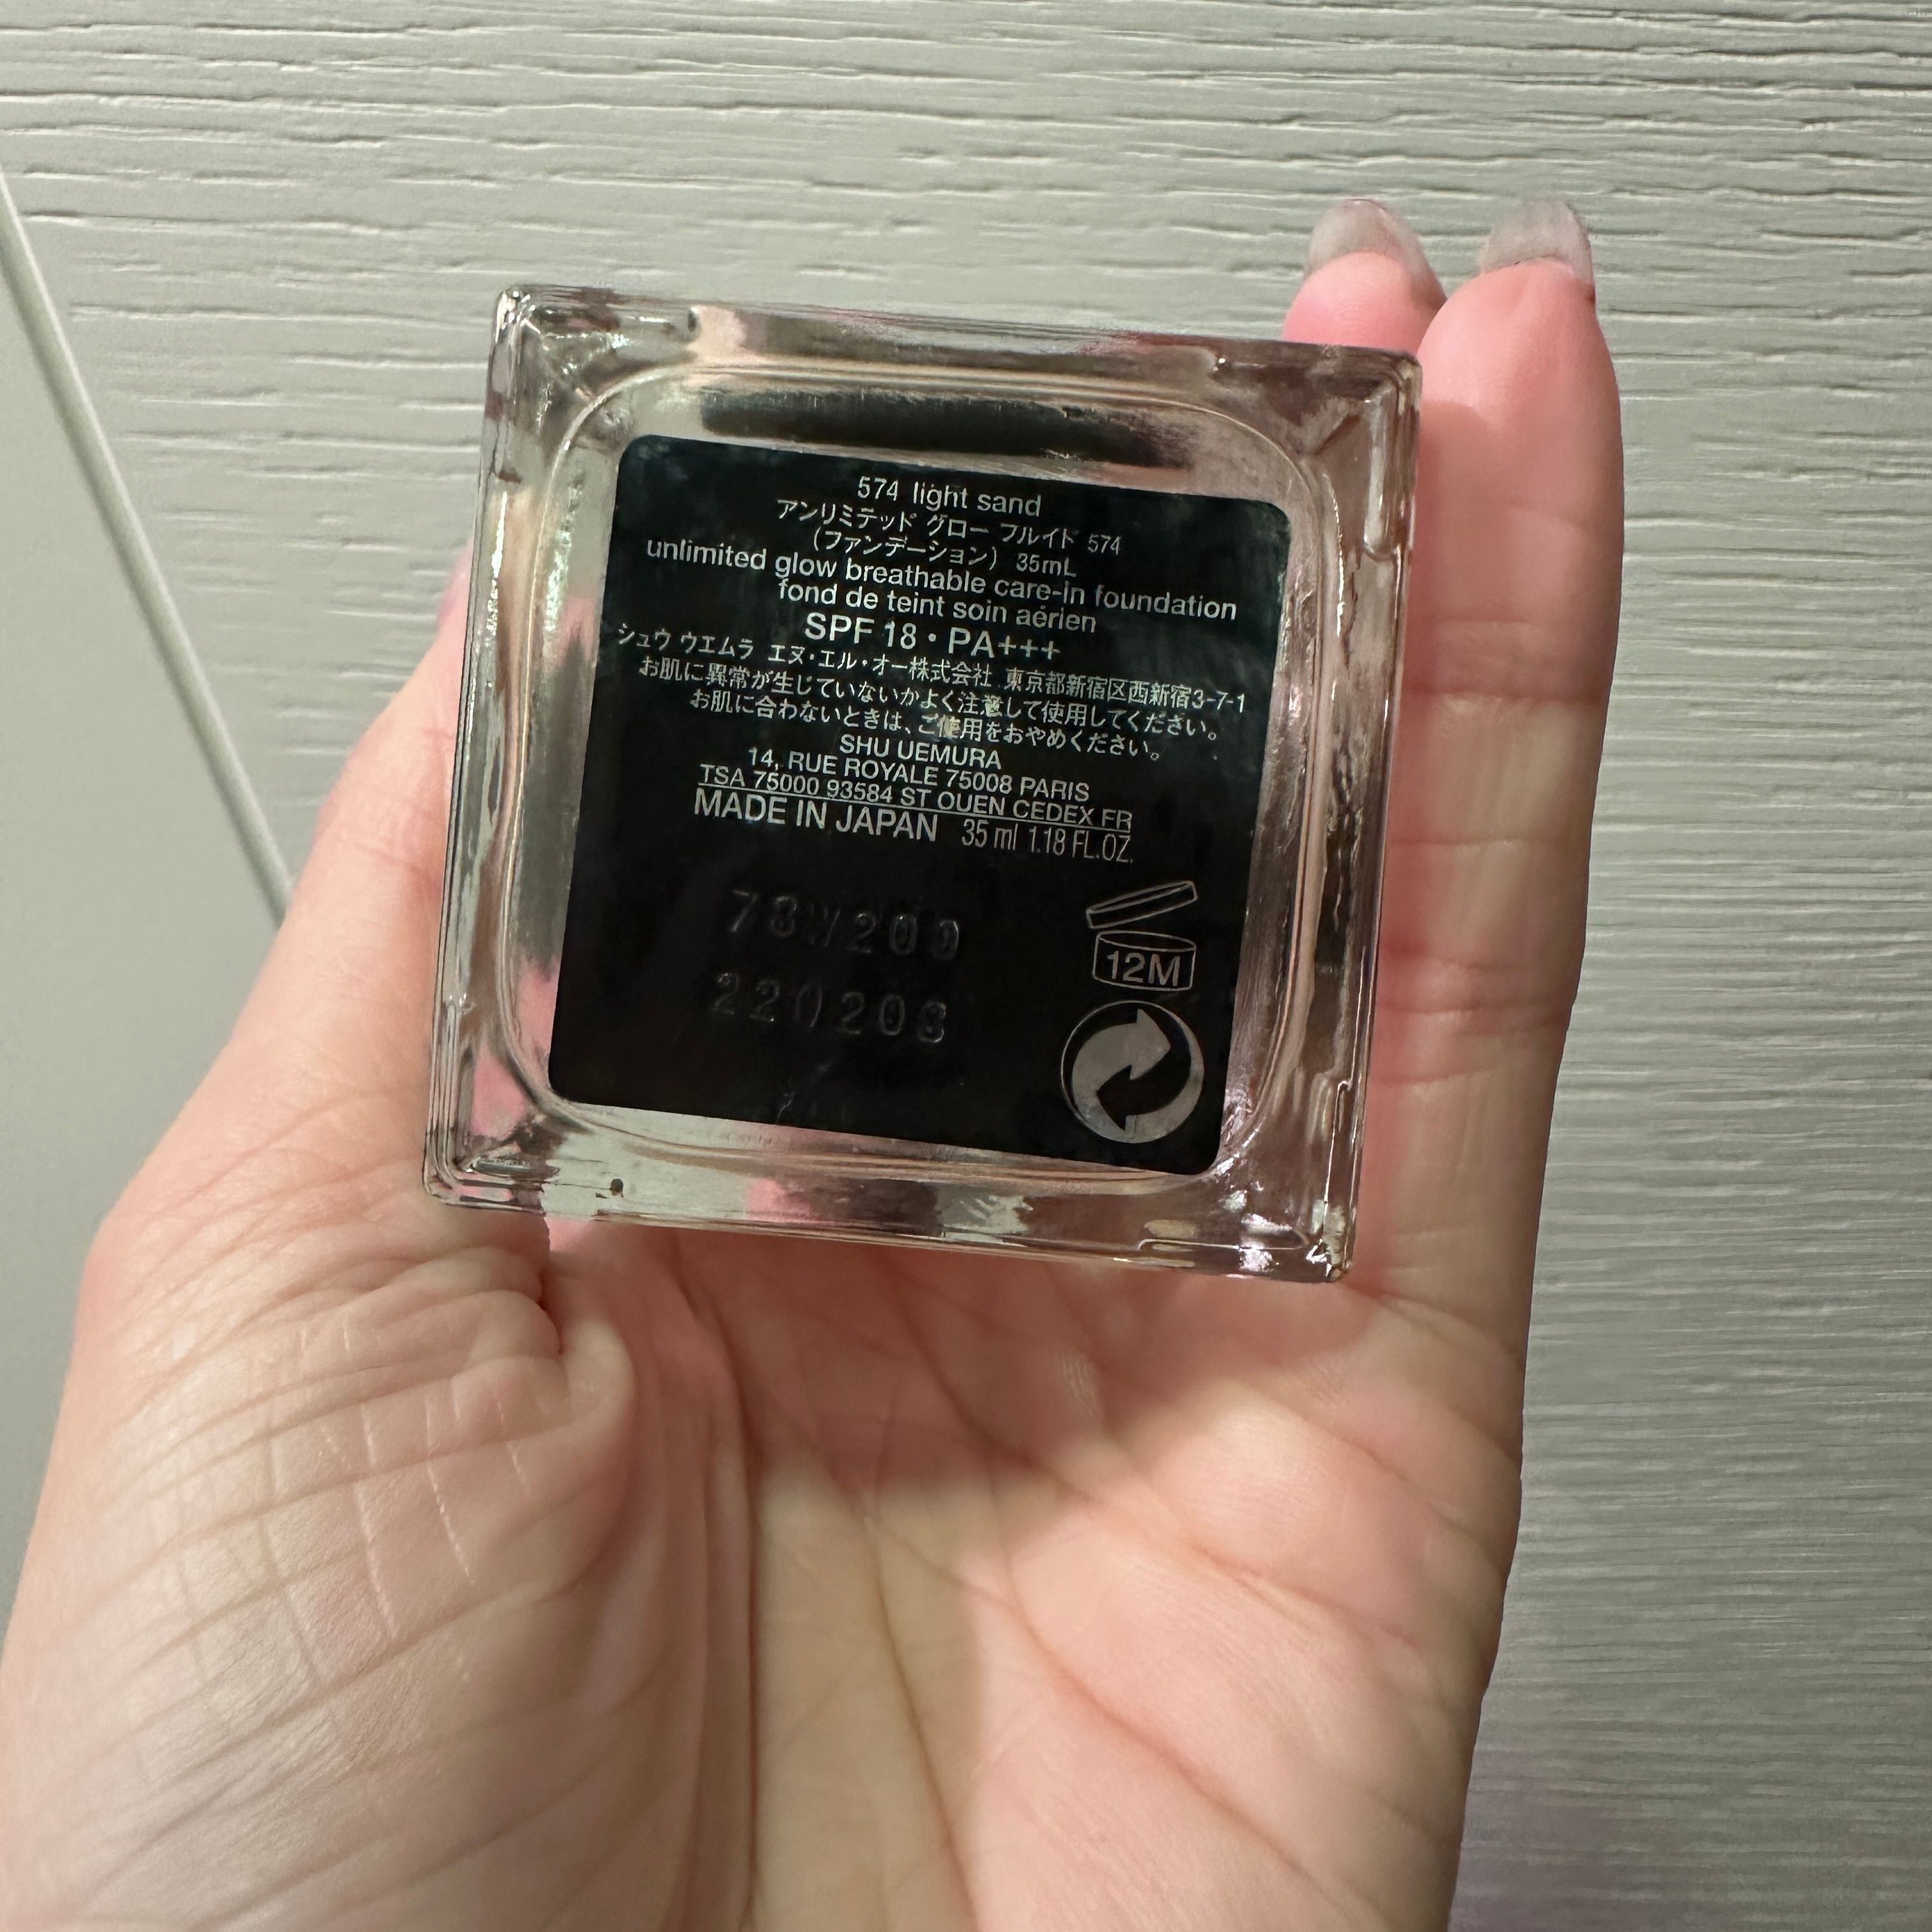 574 light sand
アンリミテッド グロー フルイド 574
(ファンデーション) 35mL
unlimited glow breathable care-in foundation
fond de teint soin aérien
SPF 18・PA+++
シュウ ウエムラ エヌ・エル・オー株式会社 東京都新宿区西新宿3-7-1
お肌に異常が生じていないかよく注意して使用してください。
お肌に合わないときは、ご使用をおやめください。
SHU UEMURA
14, RUE ROYALE 75008 PARIS
TSA 75000 93584 ST OUEN CEDEX FR
MADE IN JAPAN 35 ml 1.18 FL.OZ.
78W200
12M